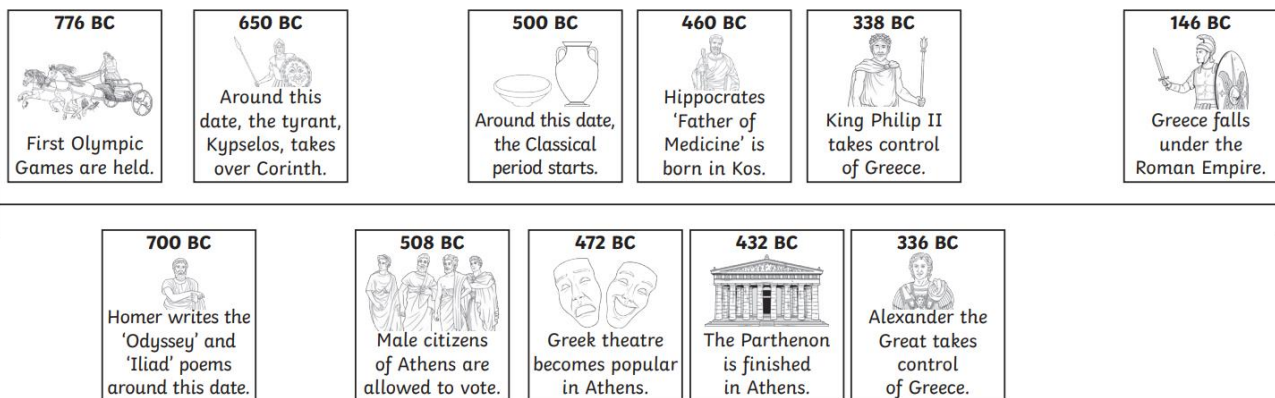 776 BC
First Olympic
Games are held.
650 BC
Around this
date, the tyrant,
Kypselos, takes
over Corinth.
500 BC
Around this date,
the Classical
period starts.
460 BC
Hippocrates
‘Father of
Medicine’ is
born in Kos.
338 BC
King Philip II
takes control
of Greece.
146 BC
Greece falls
under the
Roman Empire.
700 BC
Homer writes the
‘Odyssey’ and
‘Iliad’ poems
around this date.
508 BC
Male citizens
of Athens are
allowed to vote.
472 BC
Greek theatre
becomes popular
in Athens.
432 BC
The Parthenon
is finished
in Athens.
336 BC
Alexander the
Great takes
control
of Greece.